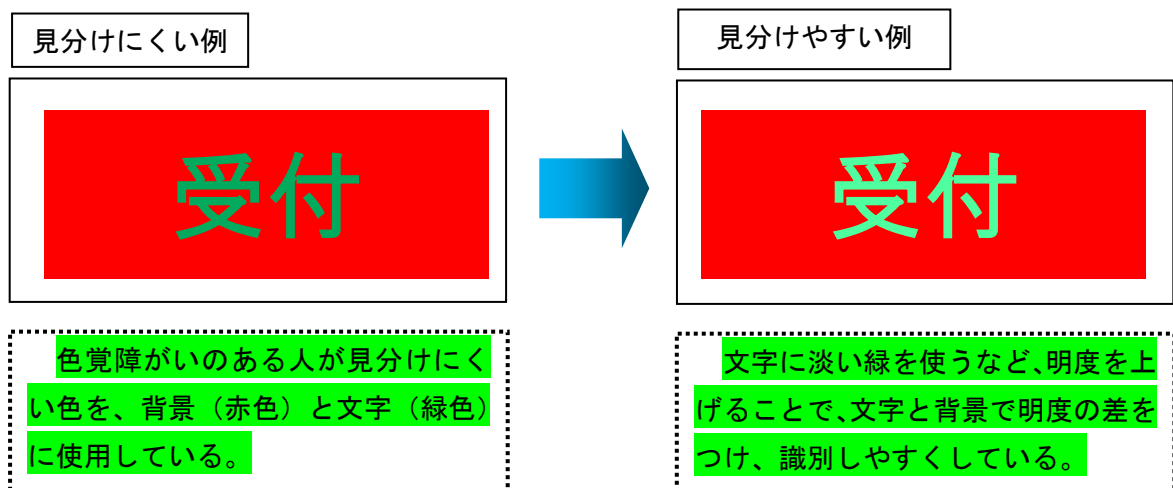 見分けにくい例
受付
色覚障がいのある人が見分けにく
い色を、背景（赤色）と文字（緑色）
に使用している。
見分けやすい例
受付
文字に淡い緑を使うなど、明度を上
げることで、文字と背景で明度の差を
つけ、識別しやすくしている。